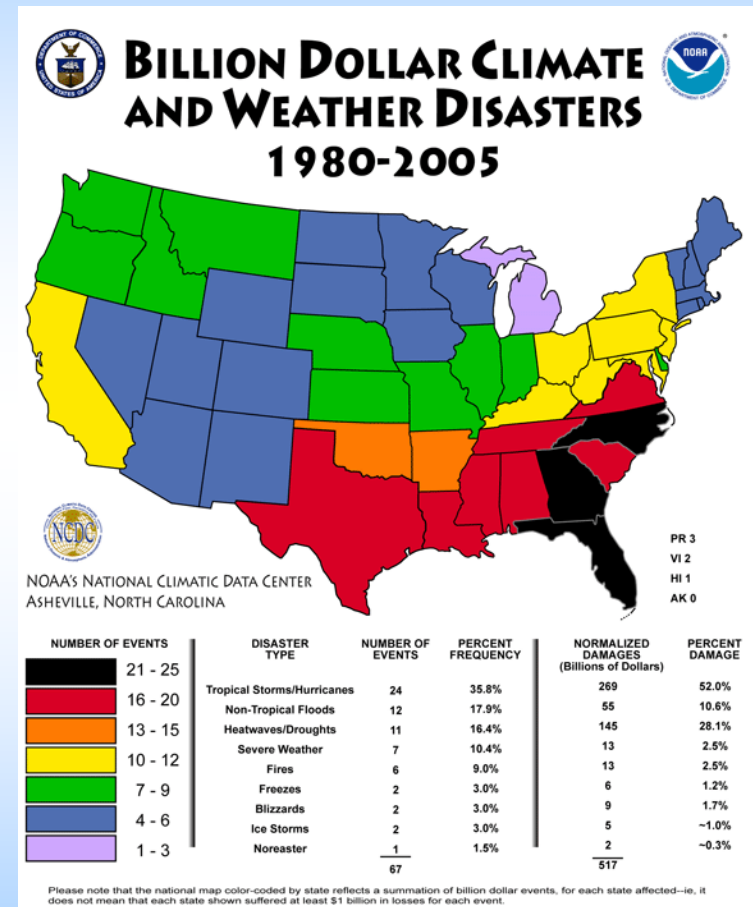 DEPARTMENT OF COMMERCE
UNITED STATES OF AMERICA
BILLION DOLLAR CLIMATE
AND WEATHER DISASTERS
1980-2005
NOAA
NCDC
NOAA'S NATIONAL CLIMATIC DATA CENTER
ASHEVILLE, NORTH CAROLINA
PR 3
VI 2
HI 1
AK 0
NUMBER OF EVENTS
21 - 25
16 - 20
13 - 15
10 - 12
7 - 9
4 - 6
1 - 3
DISASTER TYPE NUMBER OF EVENTS PERCENT FREQUENCY NORMALIZED DAMAGES (Billions of Dollars) PERCENT DAMAGE
Tropical Storms/Hurricanes 24 35.8% 269 52.0%
Non-Tropical Floods 12 17.9% 55 10.6%
Heatwaves/Droughts 11 16.4% 145 28.1%
Severe Weather 7 10.4% 13 2.5%
Fires 6 9.0% 13 2.5%
Freezes 2 3.0% 6 1.2%
Blizzards 2 3.0% 9 1.7%
Ice Storms 2 3.0% 5 ~1.0%
Noreaster 1 1.5% 2 ~0.3%
67 517
Please note that the national map color-coded by state reflects a summation of billion dollar events, for each state affected--ie, it
does not mean that each state shown suffered at least $1 billion in losses for each event.